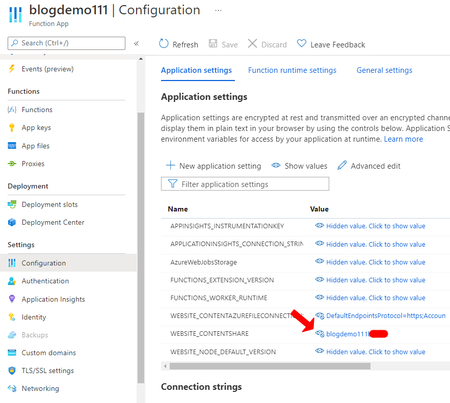 blogdemo111 | Configuration ...
Function App
Search (Ctrl+/)
«
Refresh
Save
Discard
Leave Feedback
Events (preview)
Functions
Functions
App keys
App files
Proxies
Deployment
Deployment slots
Deployment Center
Settings
Configuration
Authentication
Application Insights
Identity
Backups
Custom domains
TLS/SSL settings
Networking
Application settings
Function runtime settings
General settings
Application settings
Application settings are encrypted at rest and transmitted over an encrypted channe
display them in plain text in your browser by using the controls below. Application S
environment variables for access by your application at runtime. Learn more
New application setting
Show values
Advanced edit
Filter application settings
Name Value
APPINSIGHTS_INSTRUMENTATIONKEY Hidden value. Click to show value
APPLICATIONINSIGHTS_CONNECTION_STRIN Hidden value. Click to show value
AzureWebJobsStorage Hidden value. Click to show value
FUNCTIONS_EXTENSION_VERSION Hidden value. Click to show value
FUNCTIONS_WORKER_RUNTIME Hidden value. Click to show value
WEBSITE_CONTENTAZUREFILECONNECTI DefaultEndpointsProtocol=https;Accoun
WEBSITE_CONTENTSHARE blogdemo111
WEBSITE_NODE_DEFAULT_VERSION Hidden value. Click to show value
Connection strings